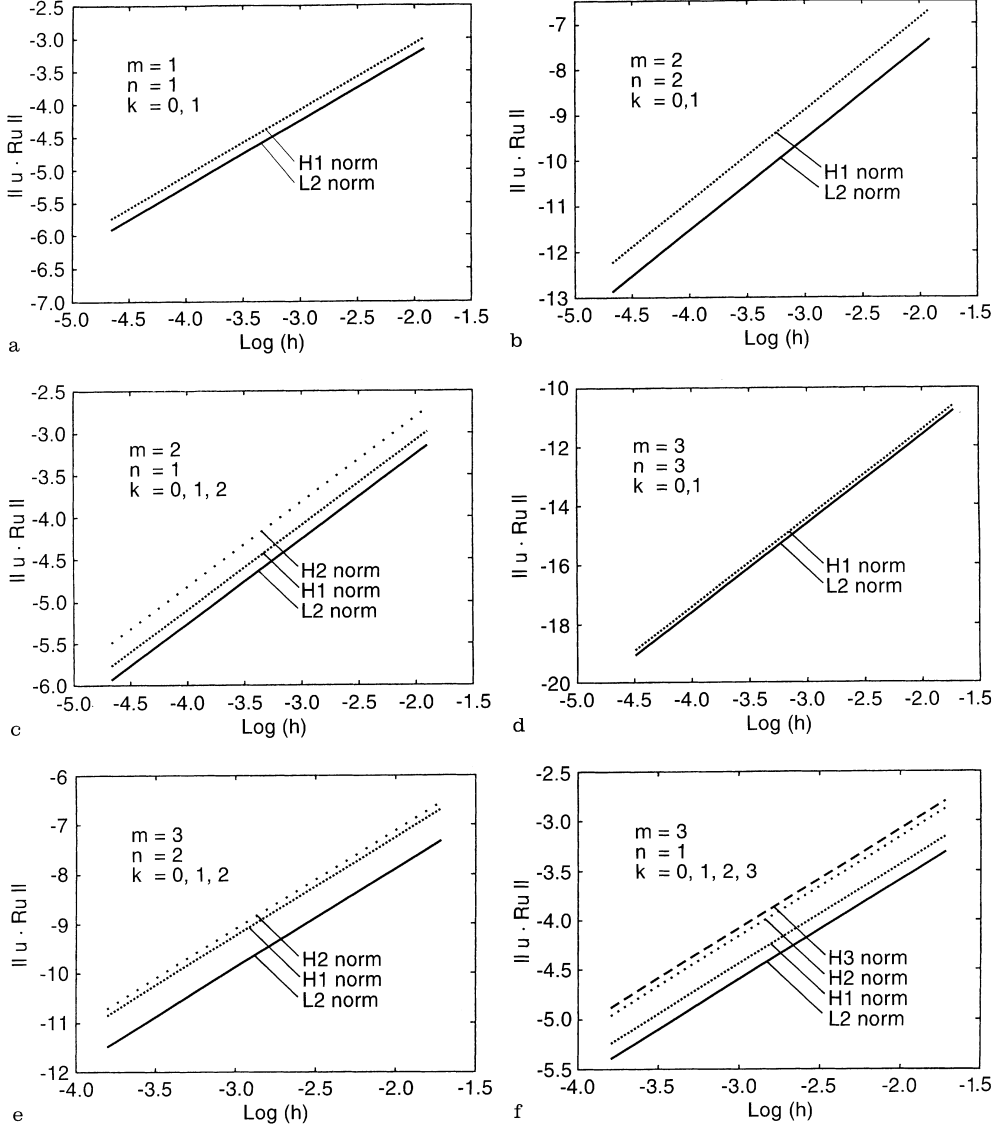 -2.5
-3.0
-3.5
-4.0
-4.5
-5.0
-5.5
-6.0
-6.5
-7.0
|| u · Ru ||
m = 1
n = 1
k = 0, 1
H1 norm
L2 norm
-5.0 -4.5 -4.0 -3.5 -3.0 -2.5 -2.0 -1.5
Log (h)
a
-7
-8
-9
-10
-11
-12
-13
|| u · Ru ||
m = 2
n = 2
k = 0,1
H1 norm
L2 norm
-5.0 -4.5 -4.0 -3.5 -3.0 -2.5 -2.0 -1.5
Log (h)
b
-2.5
-3.0
-3.5
-4.0
-4.5
-5.0
-5.5
-6.0
|| u · Ru ||
m = 2
n = 1
k = 0, 1, 2
H2 norm
H1 norm
L2 norm
-5.0 -4.5 -4.0 -3.5 -3.0 -2.5 -2.0 -1.5
Log (h)
c
-10
-12
-14
-16
-18
-20
|| u · Ru ||
m = 3
n = 3
k = 0,1
H1 norm
L2 norm
-5.0 -4.5 -4.0 -3.5 -3.0 -2.5 -2.0 -1.5
Log (h)
d
-6
-7
-8
-9
-10
-11
-12
|| u · Ru ||
m = 3
n = 2
k = 0, 1, 2
H2 norm
H1 norm
L2 norm
-4.0 -3.5 -3.0 -2.5 -2.0 -1.5
Log (h)
e
-2.5
-3.0
-3.5
-4.0
-4.5
-5.0
-5.5
|| u · Ru ||
m = 3
n = 1
k = 0, 1, 2, 3
H3 norm
H2 norm
H1 norm
L2 norm
-4.0 -3.5 -3.0 -2.5 -2.0 -1.5
Log (h)
f